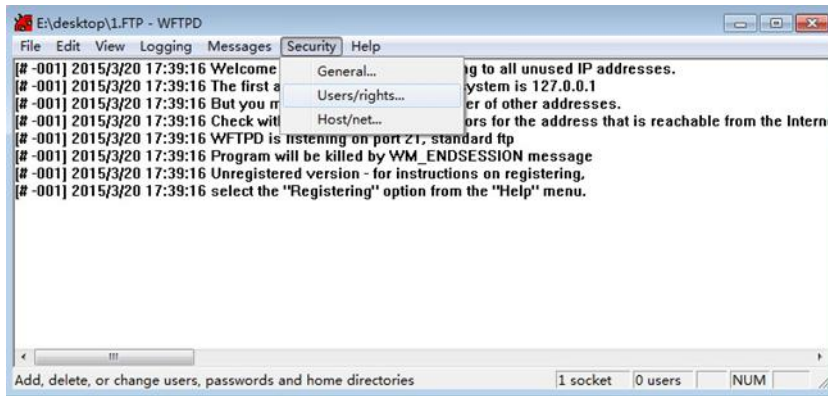 E:\desktop\1.FTP - WFTPD
File Edit View Logging Messages Security Help
[# -001] 2015/3/20 17:39:16 Welcome ng to all unused IP addresses.
General...
[# -001] 2015/3/20 17:39:16 The first a ystem is 127.0.0.1
Users/rights...
[# -001] 2015/3/20 17:39:16 But you m er of other addresses.
Host/net...
[# -001] 2015/3/20 17:39:16 Check wit ors for the address that is reachable from the Intern
[# -001] 2015/3/20 17:39:16 WFTPD is listening on port 21, standard ftp
[# -001] 2015/3/20 17:39:16 Program will be killed by WM_ENDSESSION message
[# -001] 2015/3/20 17:39:16 Unregistered version - for instructions on registering,
[# -001] 2015/3/20 17:39:16 select the "Registering" option from the "Help" menu.
Add, delete, or change users, passwords and home directories 1 socket 0 users NUM